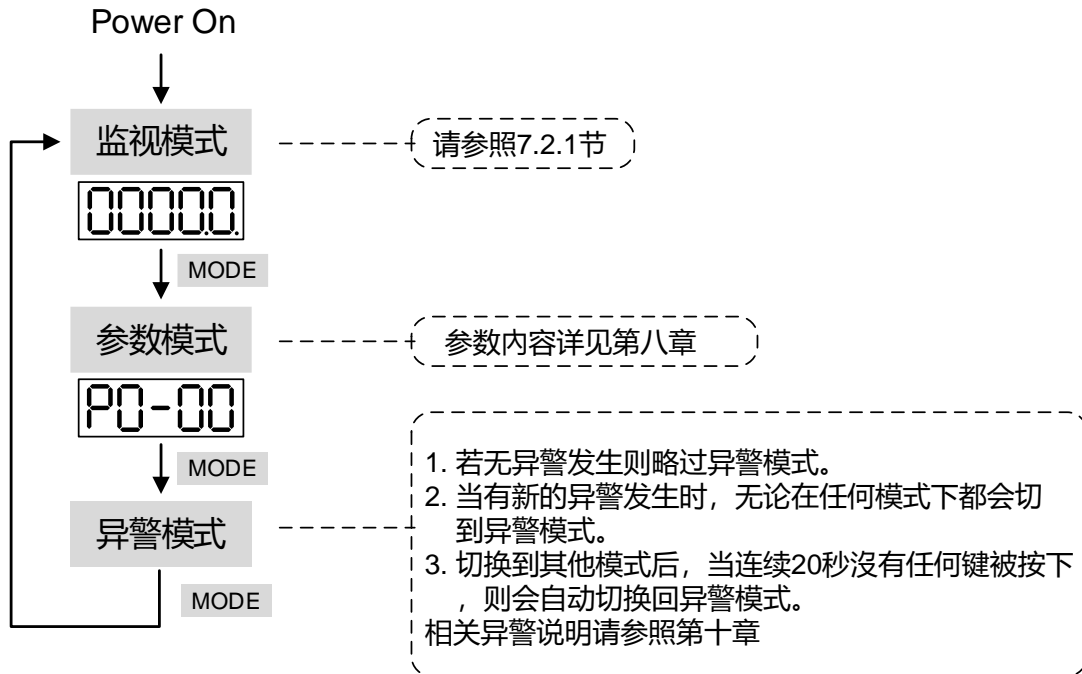 Power On
监视模式
请参照7.2.1节
0000.0.
MODE
参数模式
参数内容详见第八章
P0-00
MODE
异警模式
1. 若无异警发生则略过异警模式。
2. 当有新的异警发生时，无论在任何模式下都会切
到异警模式。
3. 切换到其他模式后，当连续20秒沒有任何键被按下
，则会自动切换回异警模式。
相关异警说明请参照第十章
MODE